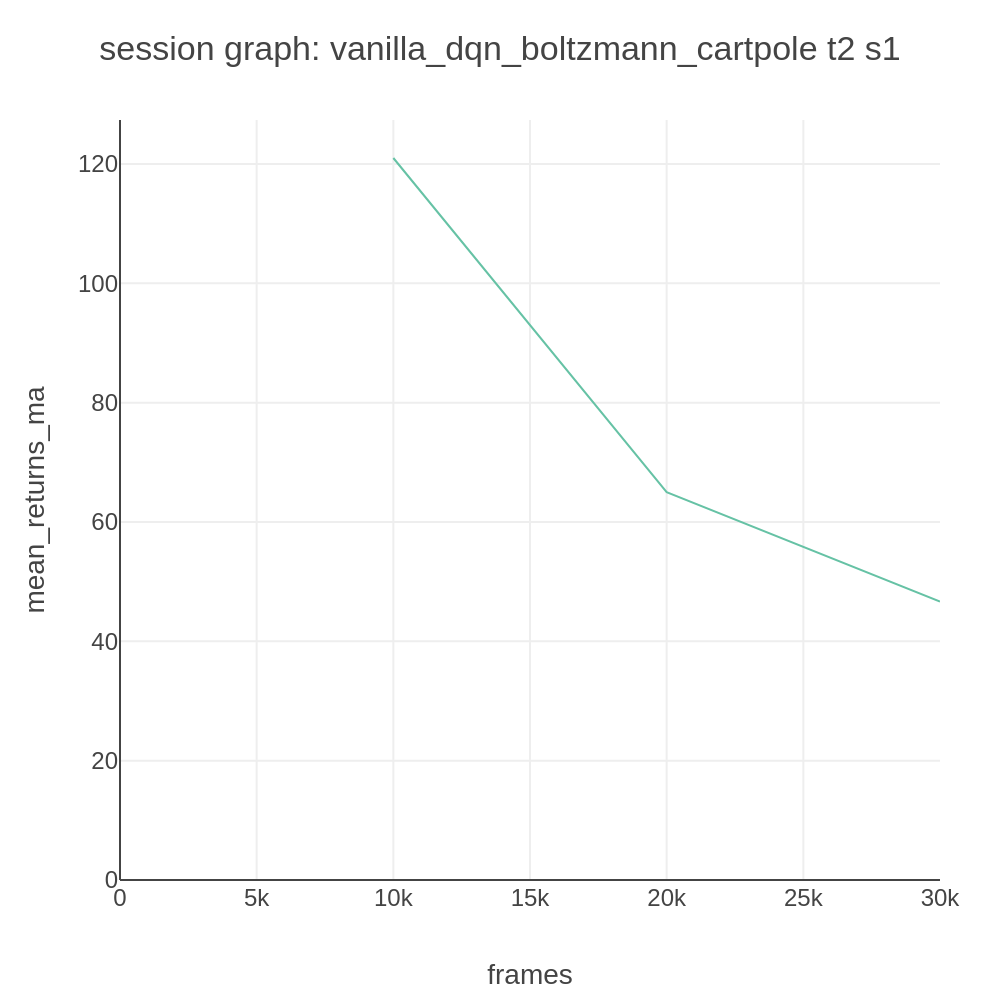 session graph: vanilla_dqn_boltzmann_cartpole t2 s1
mean_returns_ma
120
100
80
60
40
20
0
0 5k 10k 15k 20k 25k 30k
frames